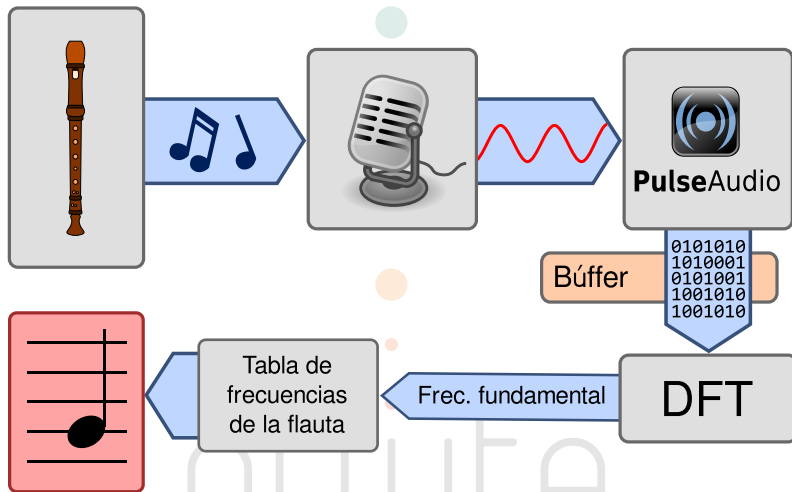 PulseAudio
0101010
1010001
0101001
1001010
1001010
Búffer
DFT
Frec. fundamental
Tabla de
frecuencias
de la flauta